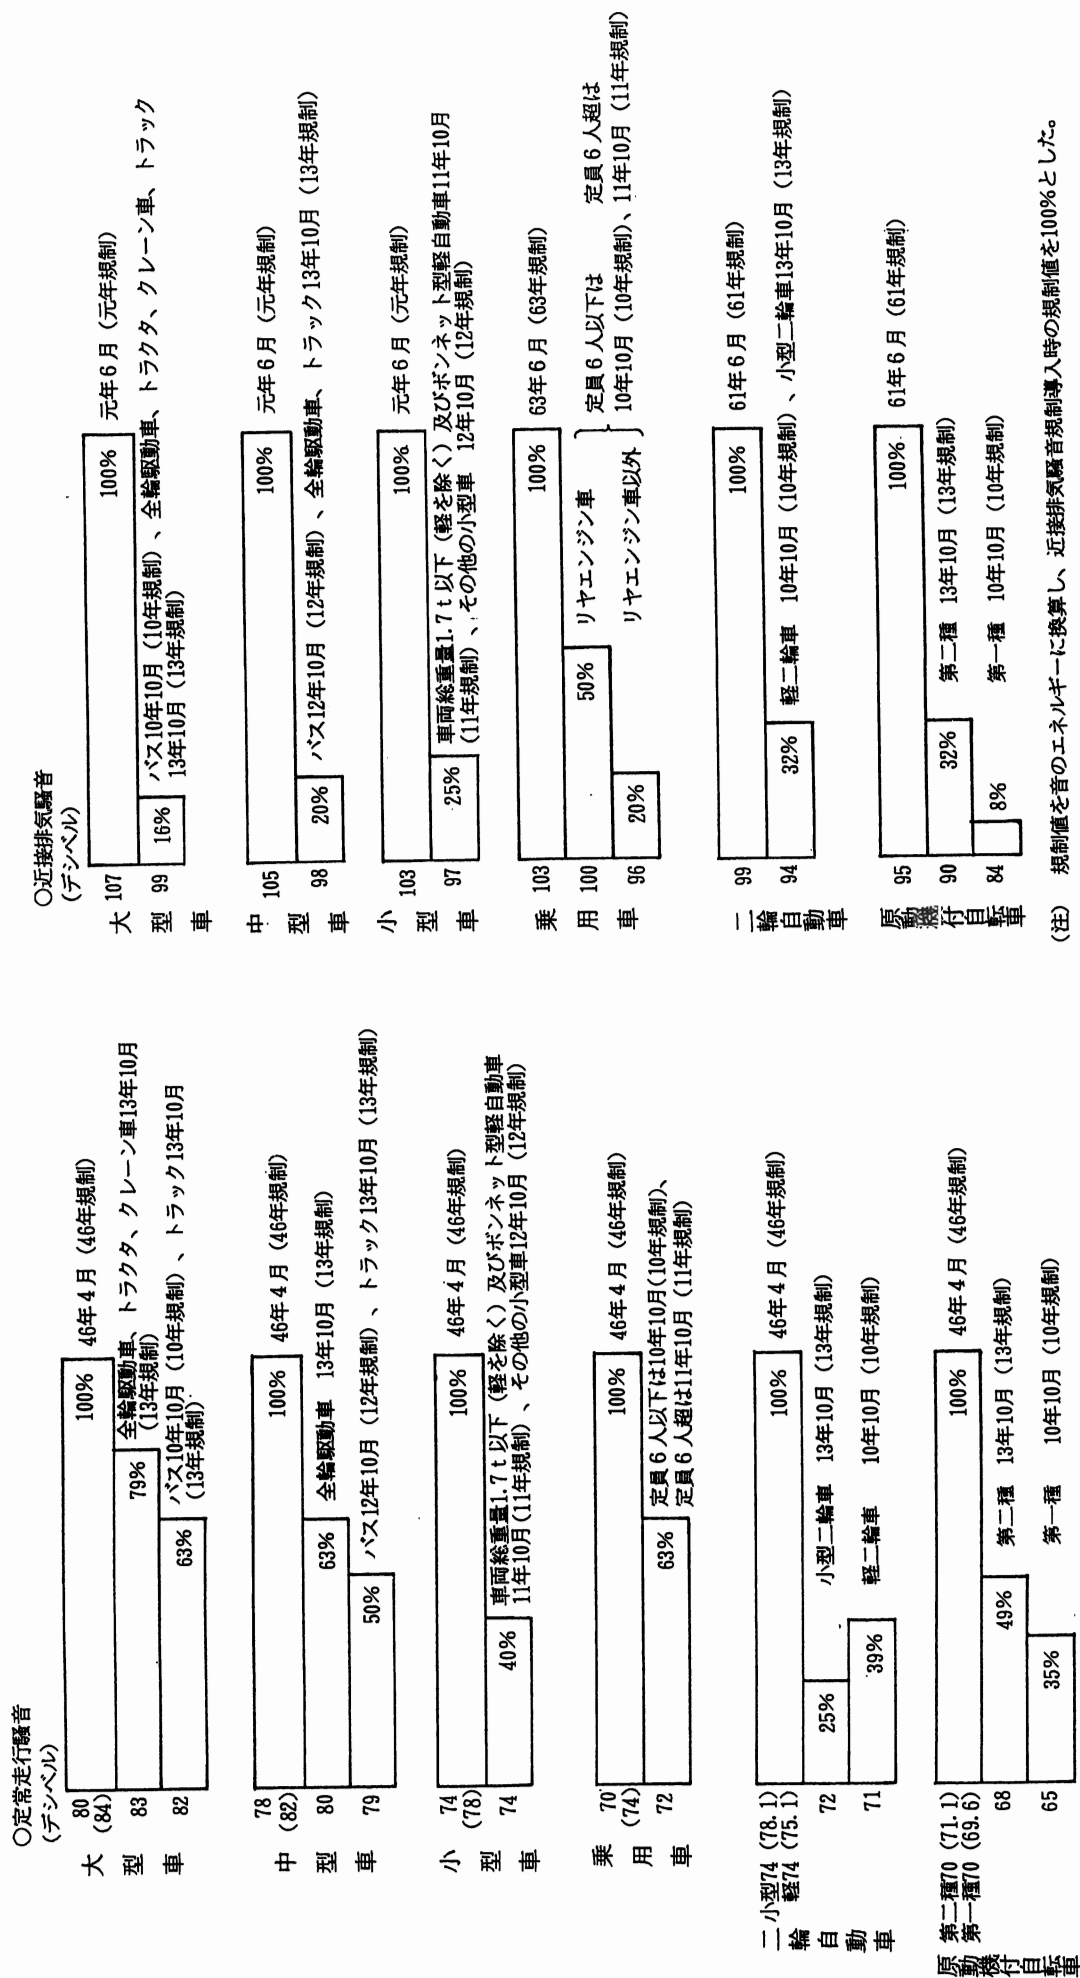 ○定常走行騒音
(デシベル)
大型車
80
(84)
100%
46年4月(46年規制)
83
79%
全輪駆動車、トラクタ、クレーン車13年10月
(13年規制)
82
63%
バス10年10月(10年規制)、トラック13年10月
(13年規制)
中型車
78
(82)
100%
46年4月(46年規制)
80
63%
全輪駆動車 13年10月(13年規制)
79
50%
バス12年10月(12年規制)、トラック13年10月(13年規制)
小型車
74
(78)
100%
46年4月(46年規制)
74
40%
車両総重量1.7t以下(軽を除く)及びボンネット型軽自動車
11年10月(11年規制)、その他の小型車12年10月(12年規制)
乗用車
70
(74)
100%
46年4月(46年規制)
72
63%
定員6人以下は10年10月(10年規制)、
定員6人超は11年10月(11年規制)
二輪自動車
小型74(78.1)
軽74(75.1)
100%
46年4月(46年規制)
72
25%
小型二輪車 13年10月(13年規制)
71
39%
軽二輪車 10年10月(10年規制)
原動機付自転車
第二種70(71.1)
第一種70(69.6)
100%
46年4月(46年規制)
68
49%
第二種 13年10月(13年規制)
65
35%
第一種 10年10月(10年規制)
○近接排気騒音
(デシベル)
大型車
107
100%
元年6月(元年規制)
99
16%
バス10年10月(10年規制)、全輪駆動車、トラクタ、クレーン車、トラック
13年10月(13年規制)
中型車
105
100%
元年6月(元年規制)
98
20%
バス12年10月(12年規制)、全輪駆動車、トラック13年10月(13年規制)
小型車
103
100%
元年6月(元年規制)
97
25%
車両総重量1.7t以下(軽を除く)及びボンネット型軽自動車11年10月
(11年規制)、その他の小型車 12年10月(12年規制)
乗用車
103
100%
63年6月(63年規制)
100
50%
リヤエンジン車
96
20%
リヤエンジン車以外
定員6人以下は 定員6人超は
10年10月(10年規制)、11年10月(11年規制)
二輪自動車
99
100%
61年6月(61年規制)
94
32%
軽二輪車 10年10月(10年規制)、小型二輪車13年10月(13年規制)
原動機付自転車
95
100%
61年6月(61年規制)
90
32%
第二種 13年10月(13年規制)
84
8%
第一種 10年10月(10年規制)
(注) 規制値を音のエネルギーに換算し、近接排気騒音規制導入時の規制値を100%とした。